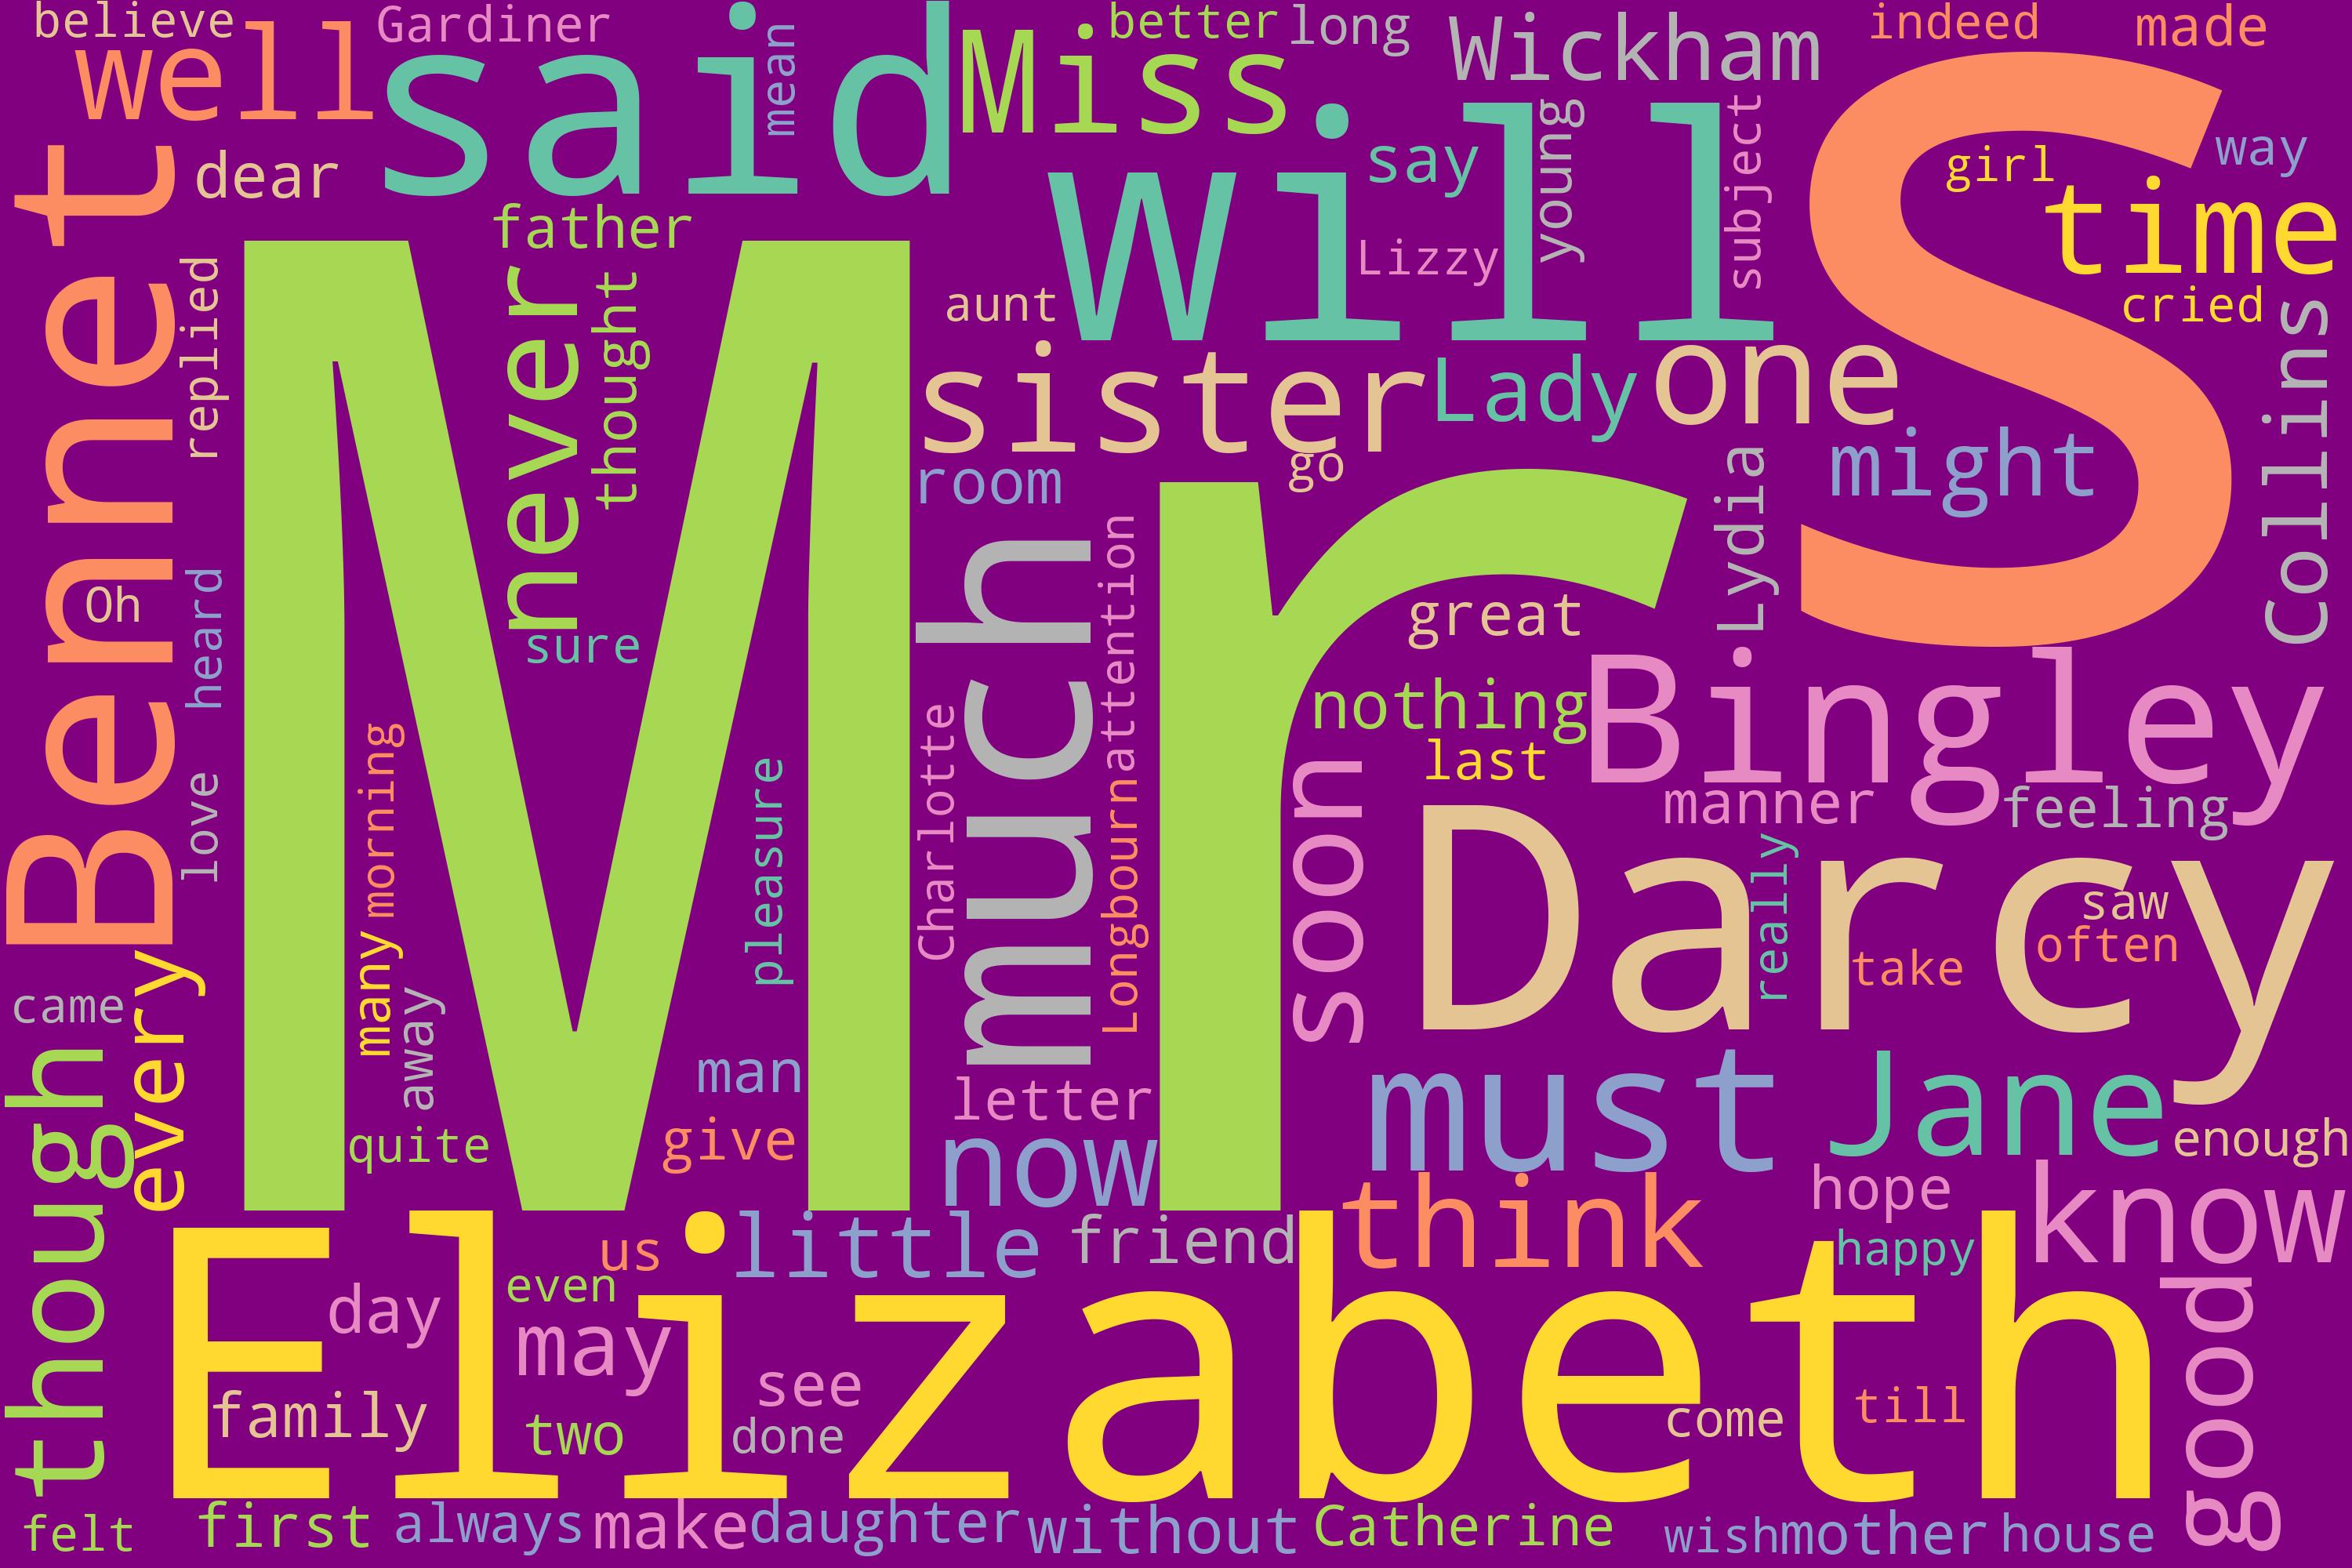 believe
Gardiner
well
said
mean
Miss
better
long
Wickham
indeed
made
S
way
girl
time
cried
Collins
dear
father
will
say
young
subject
Lizzy
aunt
Bennet
replied
never
thought
Mr
sister
Lady
one
might
room
go
Lydia
much
attention
heard
Oh
sure
great
Bingley
nothing
last
manner
feeling
love
morning
pleasure
Charlotte
Longbourn
soon
Darcy
really
saw
often
take
came
every
many
away
man
letter
must
Jane
enough
quite
give
now
think
hope
know
though
Elizabeth
us
little
friend
happy
even
day
may
good
see
family
two
done
come
till
felt
first
always
make
daughter
without
Catherine
wish
mother
house